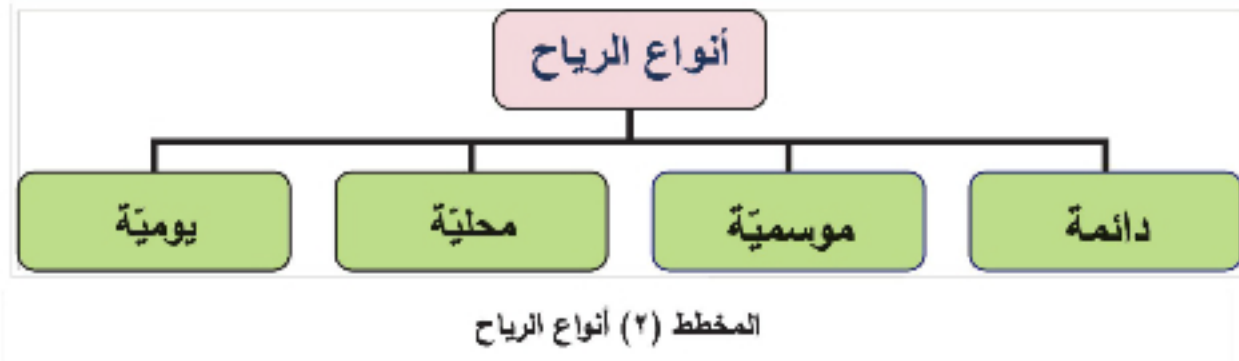 أنواع الرياح
دائمة
موسميّة
محليّة
يوميّة
المخطط (٢) أنواع الرياح